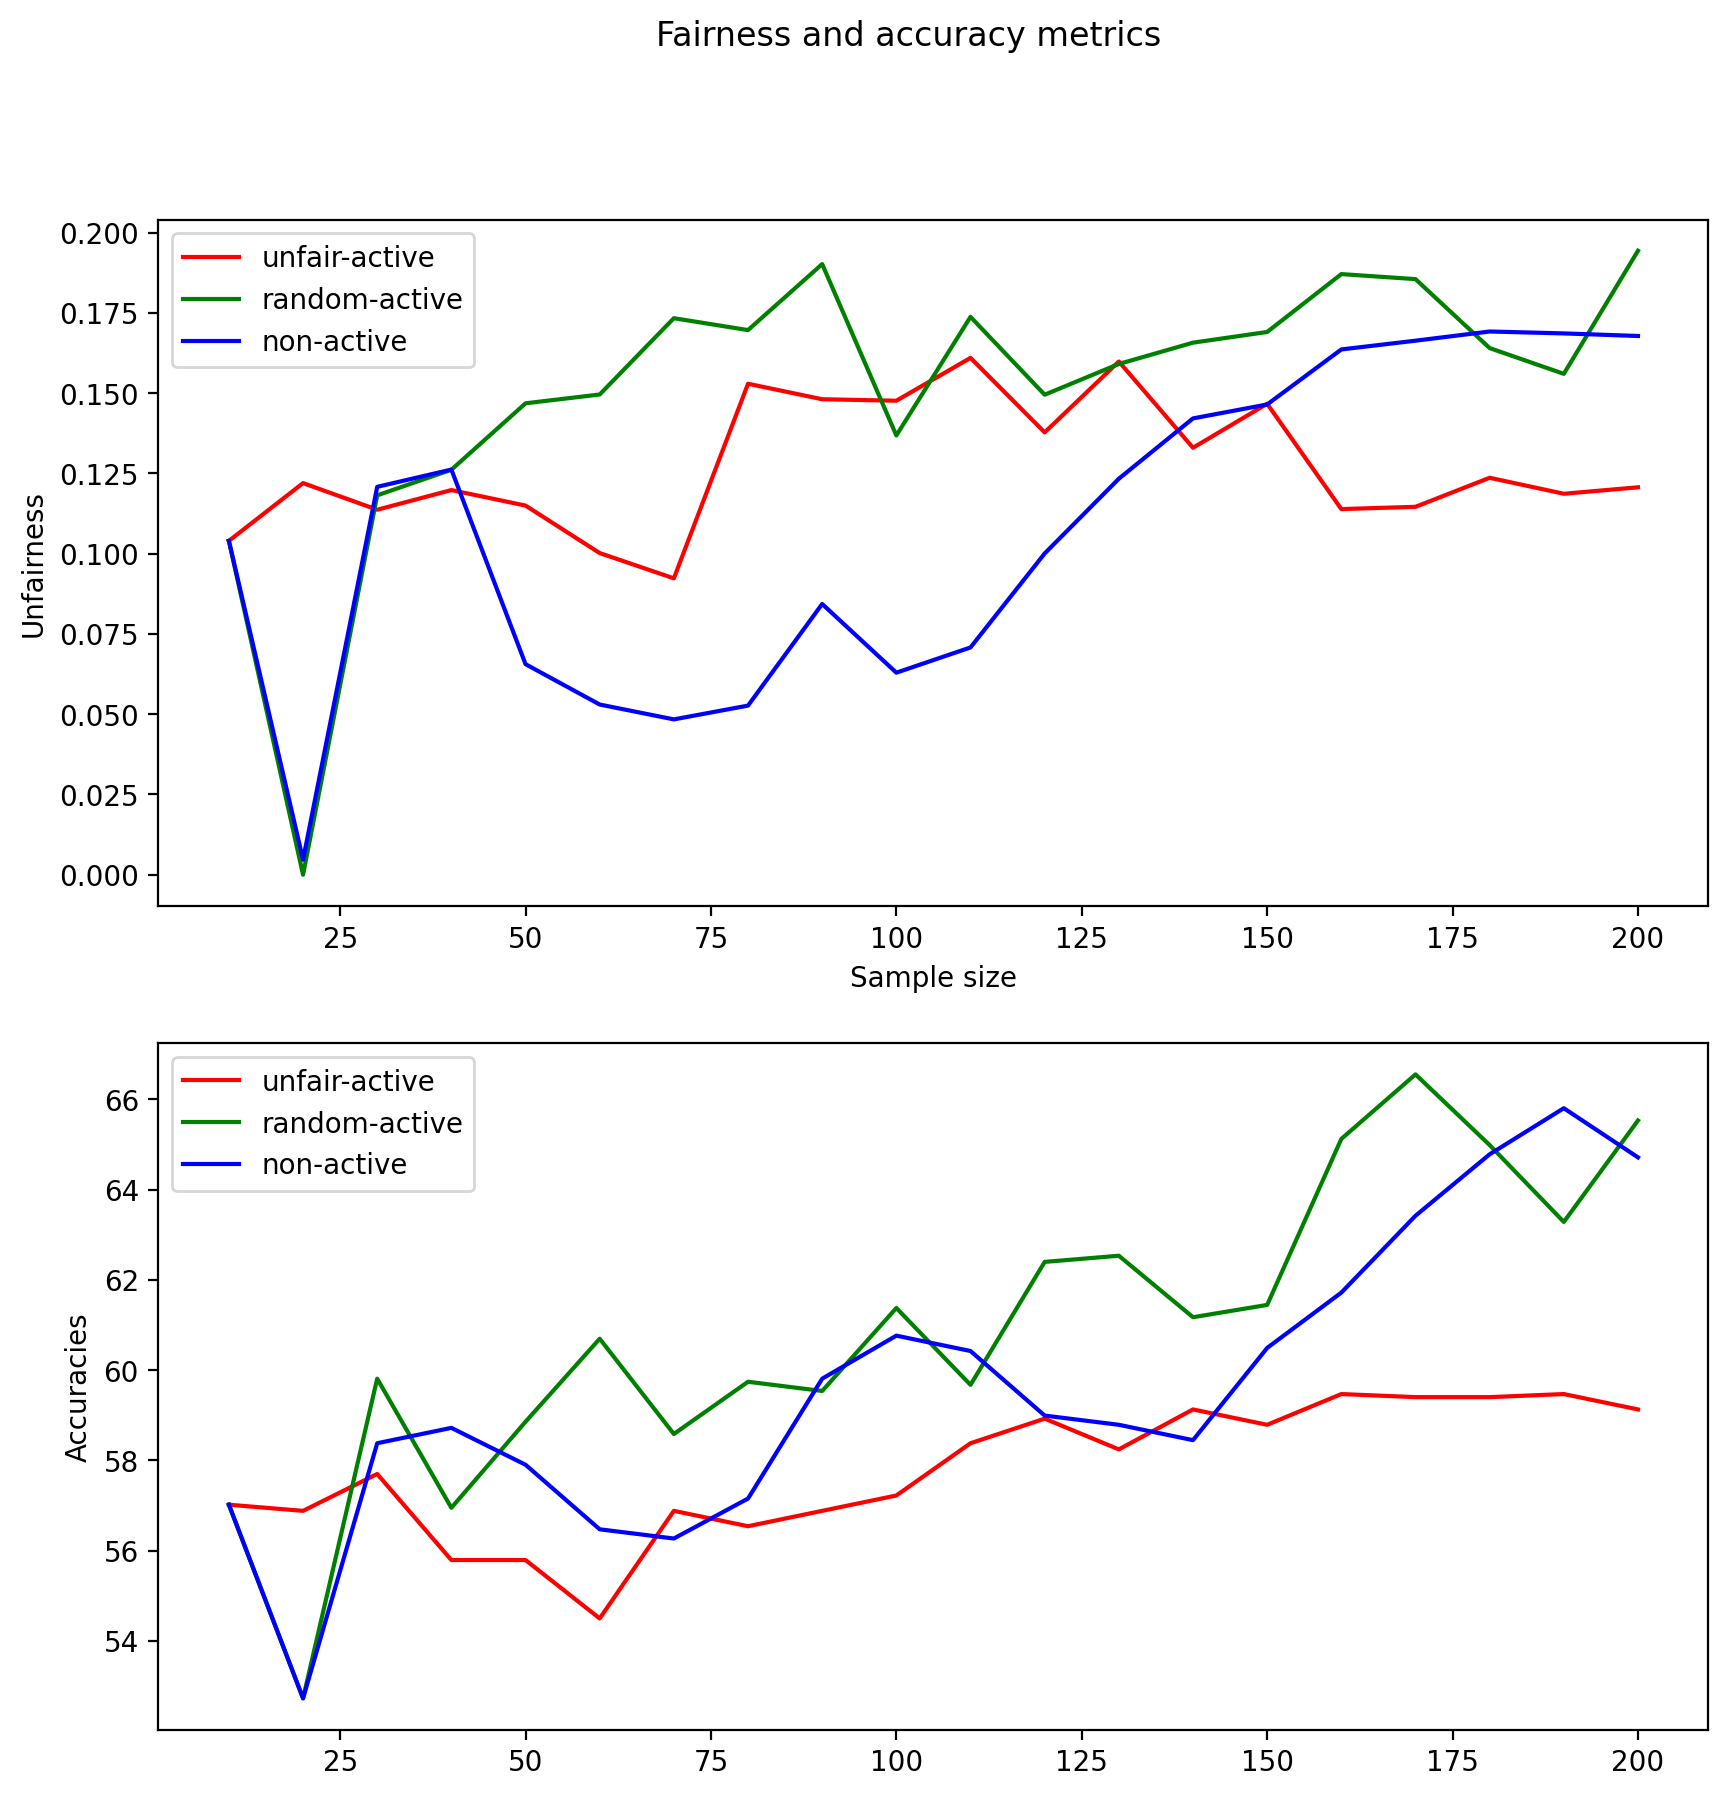 Fairness and accuracy metrics
unfair-active
random-active
non-active
0.200
0.175
0.150
0.125
0.100
0.075
0.050
0.025
0.000
Unfairness
25 50 75 100 125 150 175 200
Sample size
unfair-active
random-active
non-active
66
64
62
60
58
56
54
Accuracies
25 50 75 100 125 150 175 200